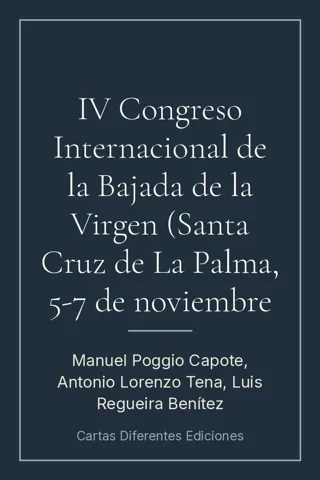 IV Congreso
Internacional de
la Bajada de la
Virgen (Santa
Cruz de La Palma,
5-7 de noviembre
Manuel Poggio Capote,
Antonio Lorenzo Tena, Luis
Regueira Benítez
Cartas Diferentes Ediciones